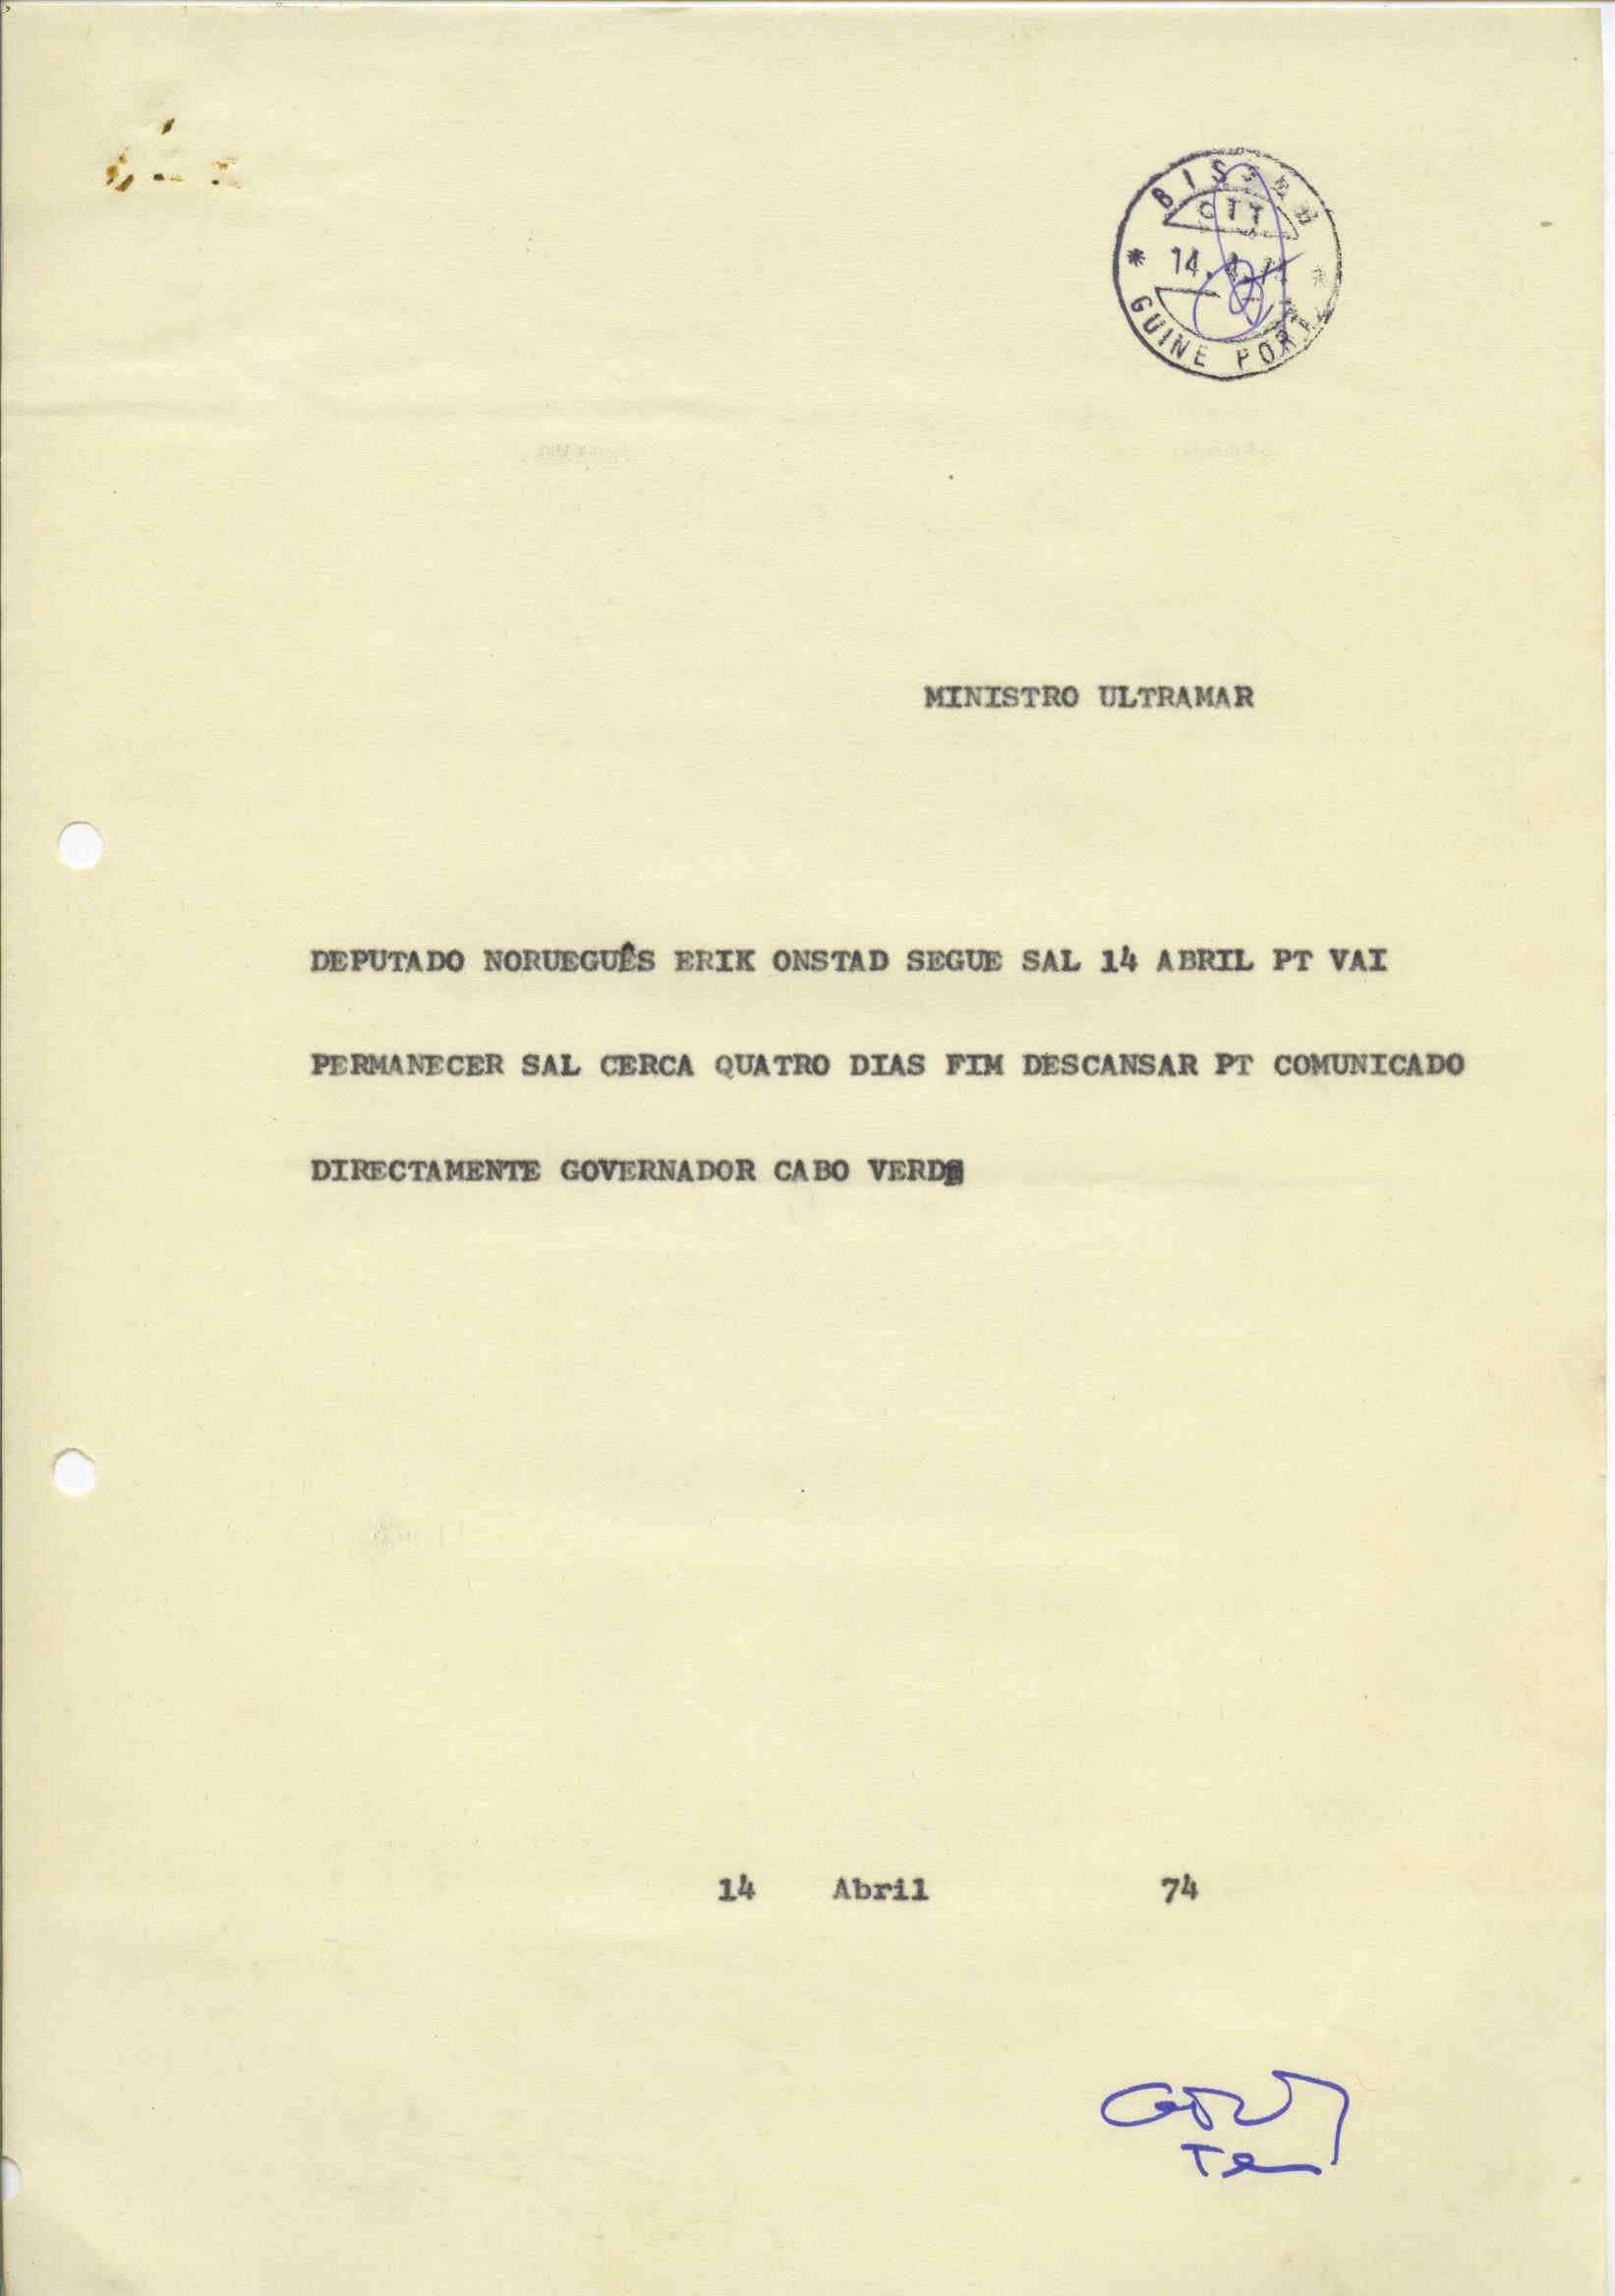 BISSAU
CTT
14.
GUINE PORT.
MINISTRO ULTRAMAR
DEPUTADO NORUEGUÊS ERIK ONSTAD SEGUE SAL 14 ABRIL PT VAI
PERMANECER SAL CERCA QUATRO DIAS FIM DESCANSAR PT COMUNICADO
DIRECTAMENTE GOVERNADOR CABO VERDE
14 Abril 74